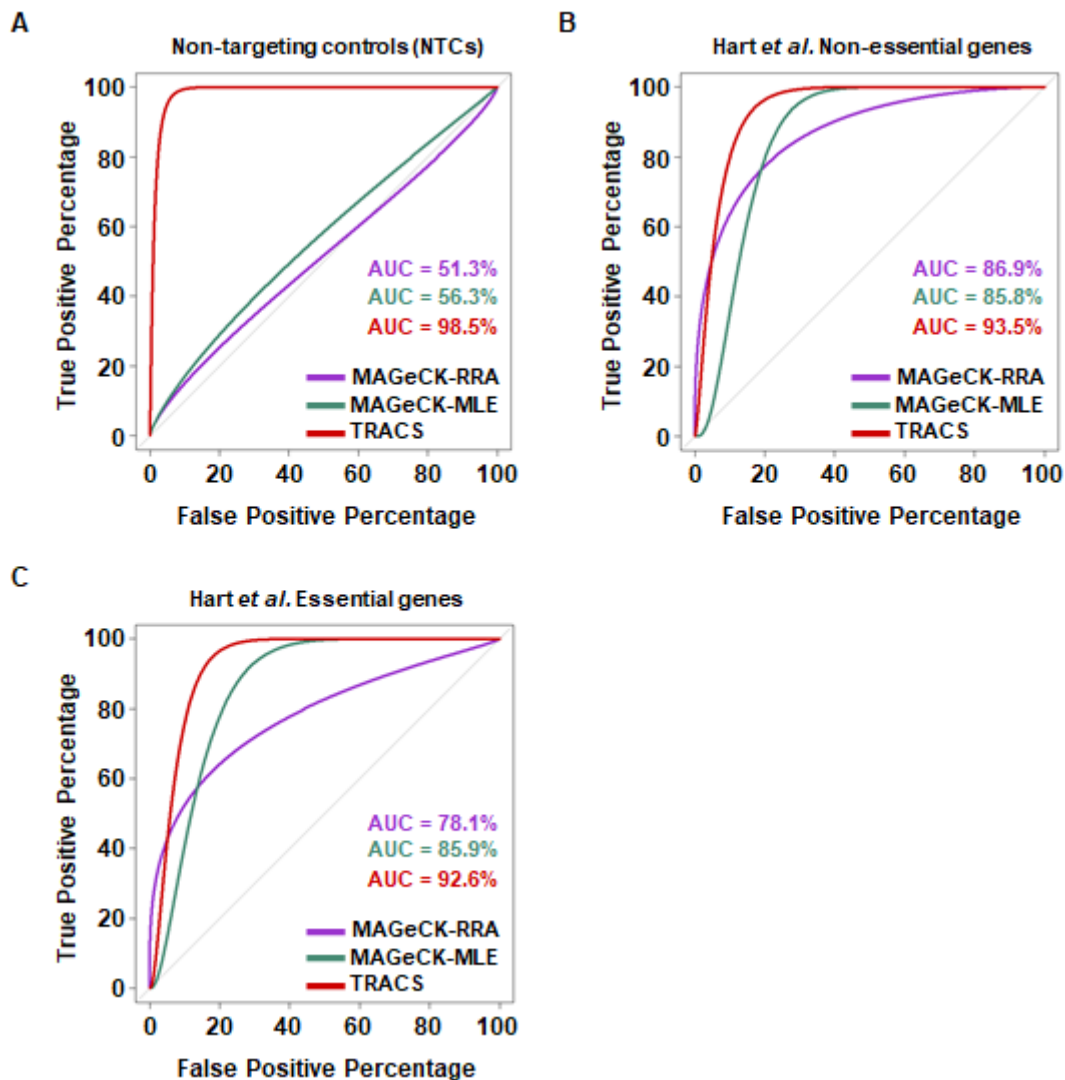 A
Non-targeting controls (NTCs)
True Positive Percentage
100
80
60
40
20
0
AUC = 51.3%
AUC = 56.3%
AUC = 98.5%
MAGeCK-RRA
MAGeCK-MLE
TRACS
0 20 40 60 80 100
False Positive Percentage
B
Hart et al. Non-essential genes
True Positive Percentage
100
80
60
40
20
0
AUC = 86.9%
AUC = 85.8%
AUC = 93.5%
MAGeCK-RRA
MAGeCK-MLE
TRACS
0 20 40 60 80 100
False Positive Percentage
C
Hart et al. Essential genes
True Positive Percentage
100
80
60
40
20
0
AUC = 78.1%
AUC = 85.9%
AUC = 92.6%
MAGeCK-RRA
MAGeCK-MLE
TRACS
0 20 40 60 80 100
False Positive Percentage